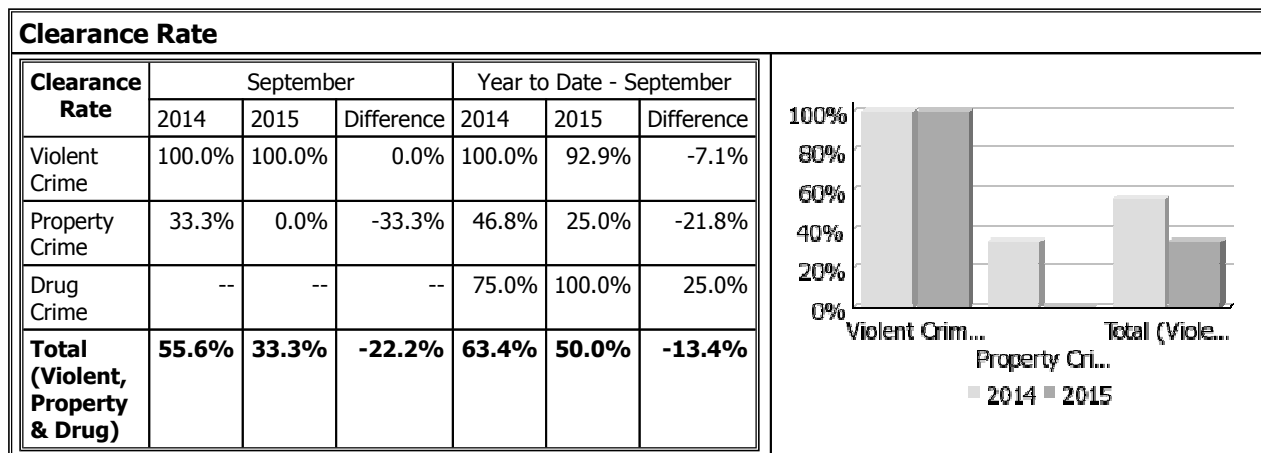 Clearance Rate
Clearance Rate September Year to Date - September
2014 2015 Difference 2014 2015 Difference
Violent Crime 100.0% 100.0% 0.0% 100.0% 92.9% -7.1%
Property Crime 33.3% 0.0% -33.3% 46.8% 25.0% -21.8%
Drug Crime -- -- -- 75.0% 100.0% 25.0%
Total (Violent, Property & Drug) 55.6% 33.3% -22.2% 63.4% 50.0% -13.4%
100%
80%
60%
40%
20%
0%
Violent Crim... Total (Viole...
Property Cri...
2014 2015